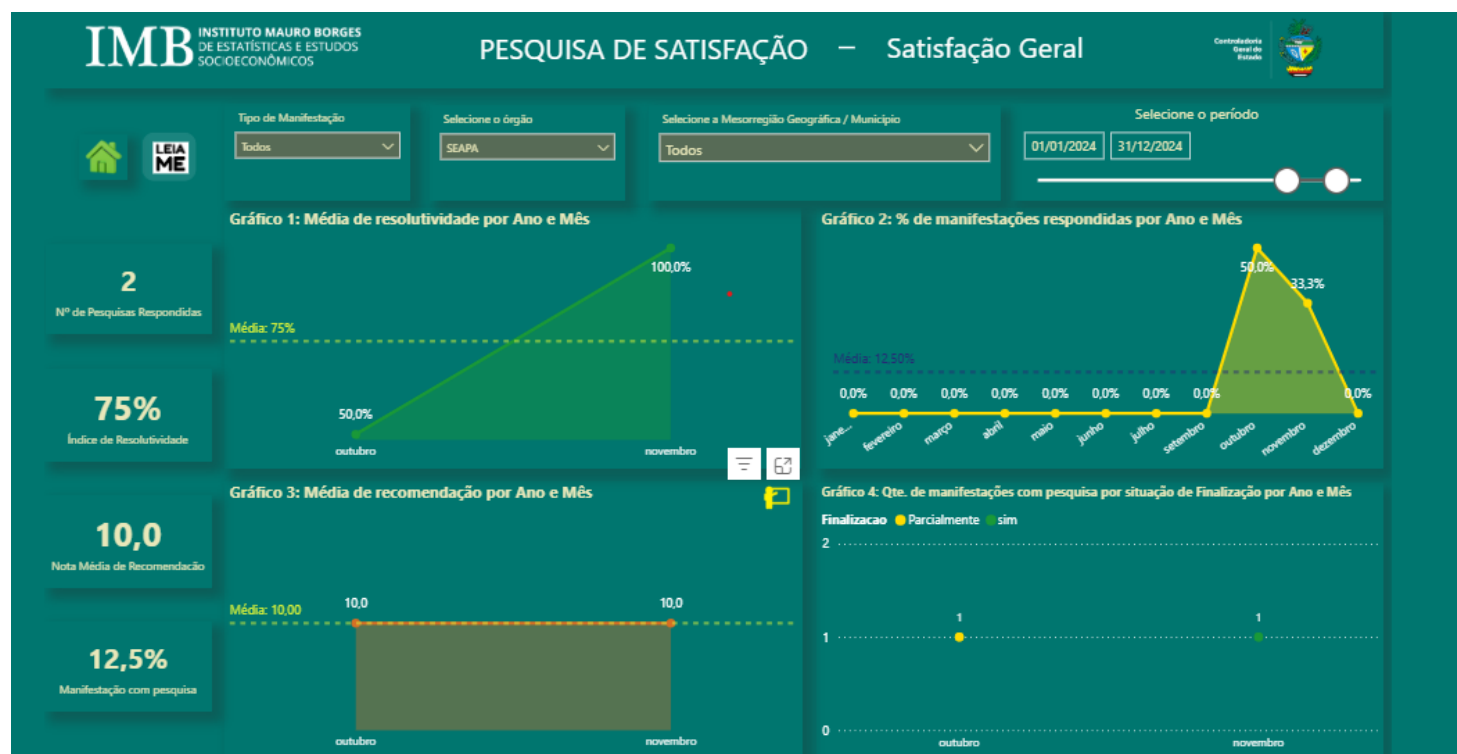 IMB INSTITUTO MAURO BORGES
DE ESTATÍSTICAS E ESTUDOS
SOCIOECONÔMICOS
PESQUISA DE SATISFAÇÃO – Satisfação Geral
Controladoria
Geral do
Estado
LEIA
ME
Tipo de Manifestação
Todos
Selecione o órgão
SEAPA
Selecione a Mesorregião Geográfica / Município
Todos
Selecione o período
01/01/2024 31/12/2024
2
Nº de Pesquisas Respondidas
75%
Índice de Resolutividade
10,0
Nota Média de Recomendacão
12,5%
Manifestação com pesquisa
Gráfico 1: Média de resolutividade por Ano e Mês
100,0%
Média: 75%
50,0%
outubro novembro
Gráfico 2: % de manifestações respondidas por Ano e Mês
50,0%
33,3%
Média: 12,50%
0,0% 0,0% 0,0% 0,0% 0,0% 0,0% 0,0% 0,0% 0,0%
jane... fevereiro março abril maio junho julho setembro outubro novembro dezembro
Gráfico 3: Média de recomendação por Ano e Mês
Média: 10,00
10,0 10,0
outubro novembro
Gráfico 4: Qte. de manifestações com pesquisa por situação de Finalização por Ano e Mês
Finalizacao Parcialmente sim
2
1 1
1
0
outubro novembro